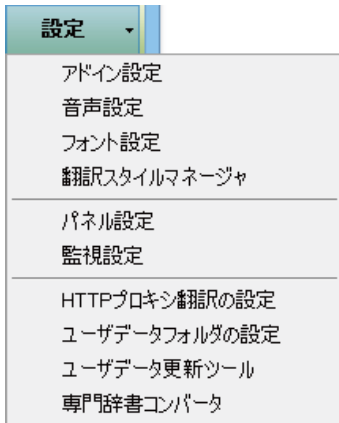 設定
アドイン設定
音声設定
フォント設定
翻訳スタイルマネージャ
パネル設定
監視設定
HTTPプロキシ翻訳の設定
ユーザデータフォルダの設定
ユーザデータ更新ツール
専門辞書コンバータ